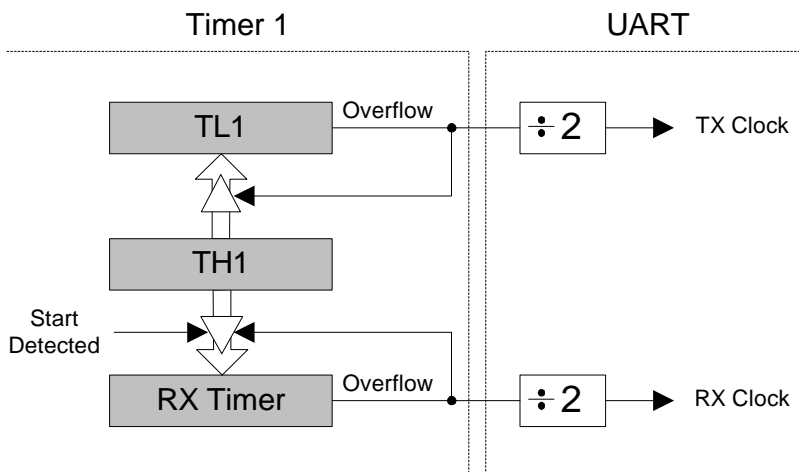 Timer 1
UART
TL1
Overflow
÷2
TX Clock
TH1
Start
Detected
RX Timer
Overflow
÷2
RX Clock